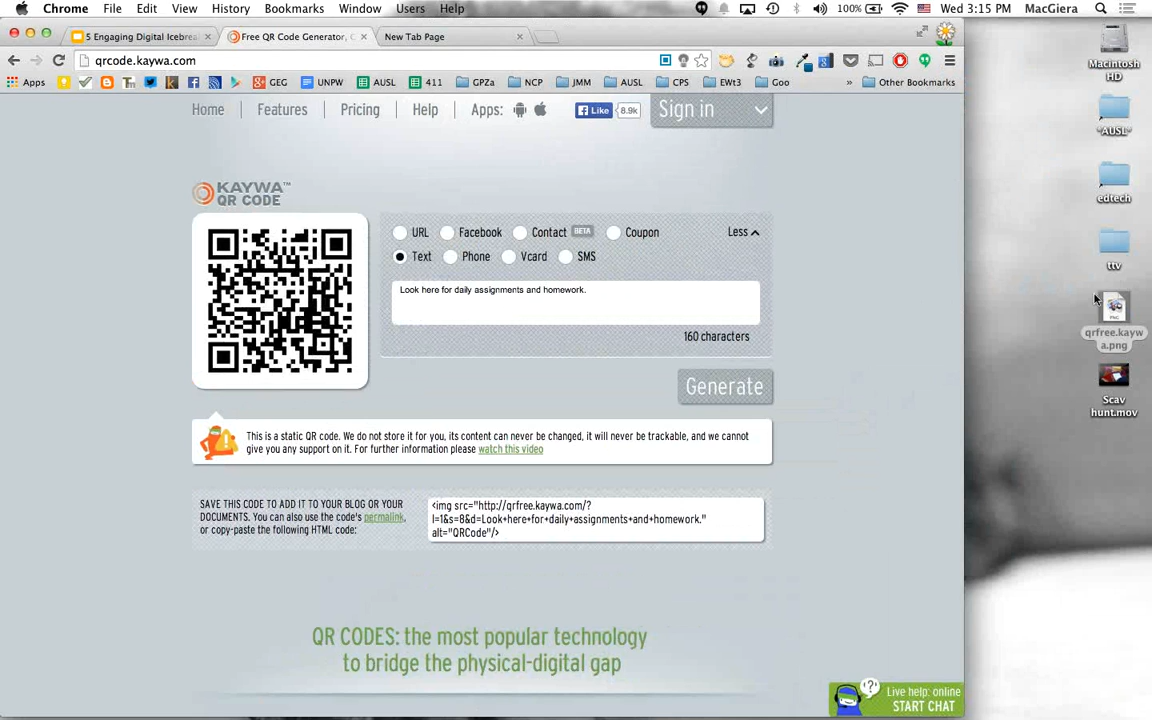 Chrome File Edit View History Bookmarks Window Users Help 100% Wed 3:15 PM MacGiera
5 Engaging Digital Icebreak × Free QR Code Generator, C × New Tab Page ×
qrcode.kaywa.com
Apps GEG UNPW AUSL 411 GPZa NCP JMM AUSL CPS EWt3 Goo » Other Bookmarks
Home Features Pricing Help Apps: Like 8.9k Sign in
KAYWA™
QR CODE
URL Facebook Contact BETA Coupon Less
Text Phone Vcard SMS
Look here for daily assignments and homework.
160 characters
Generate
This is a static QR code. We do not store it for you, its content can never be changed, it will never be trackable, and we cannot
give you any support on it. For further information please watch this video
SAVE THIS CODE TO ADD IT TO YOUR BLOG OR YOUR
DOCUMENTS. You can also use the code's permalink,
or copy-paste the following HTML code:
<img src="http://qrfree.kaywa.com/?
l=1&s=8&d=Look+here+for+daily+assignments+and+homework."
alt="QRCode"/>
QR CODES: the most popular technology
to bridge the physical-digital gap
Live help: online
START CHAT
Macintosh
HD
*AUSL*
edtech
ttv
PNG
qrfree.kayw
a.png
Scav
hunt.mov